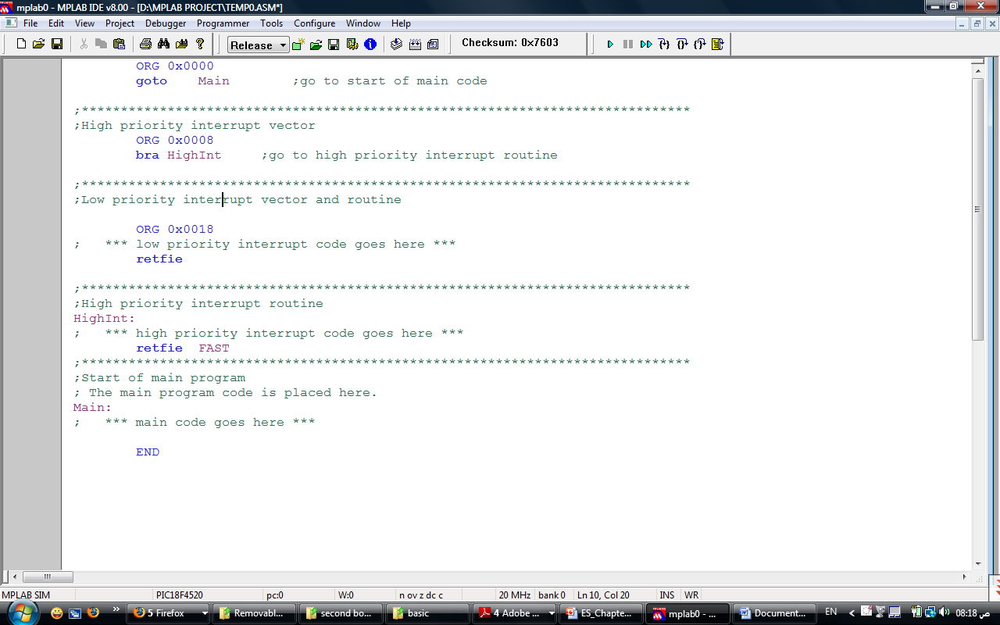 mplab0 - MPLAB IDE v8.00 - [D:\MPLAB PROJECT\TEMP0.ASM*]
File Edit View Project Debugger Programmer Tools Configure Window Help
Release Checksum: 0x7603
ORG 0x0000
goto Main ;go to start of main code
;******************************************************************************
;High priority interrupt vector
ORG 0x0008
bra HighInt ;go to high priority interrupt routine
;******************************************************************************
;Low priority interrupt vector and routine
ORG 0x0018
; *** low priority interrupt code goes here ***
retfie
;******************************************************************************
;High priority interrupt routine
HighInt:
; *** high priority interrupt code goes here ***
retfie FAST
;******************************************************************************
;Start of main program
; The main program code is placed here.
Main:
; *** main code goes here ***
END
MPLAB SIM PIC18F4520 pc:0 W:0 n ov z dc c 20 MHz bank 0 Ln 10, Col 20 INS WR
5 Firefox Removabl... second bo... basic 4 Adobe ... ES_Chapte... mplab0 - ... Document... EN 08:18 ص